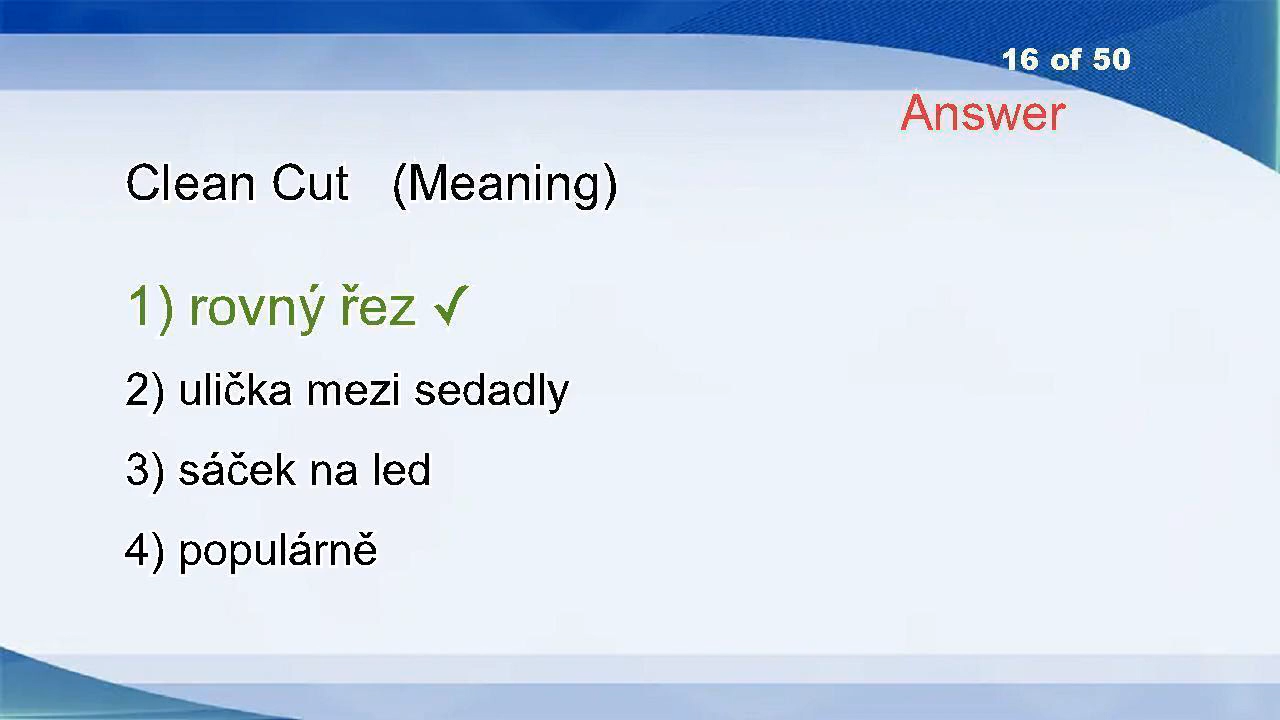 16 of 50
Answer
Clean Cut (Meaning)
1) rovný řez ✓
2) ulička mezi sedadly
3) sáček na led
4) populárně